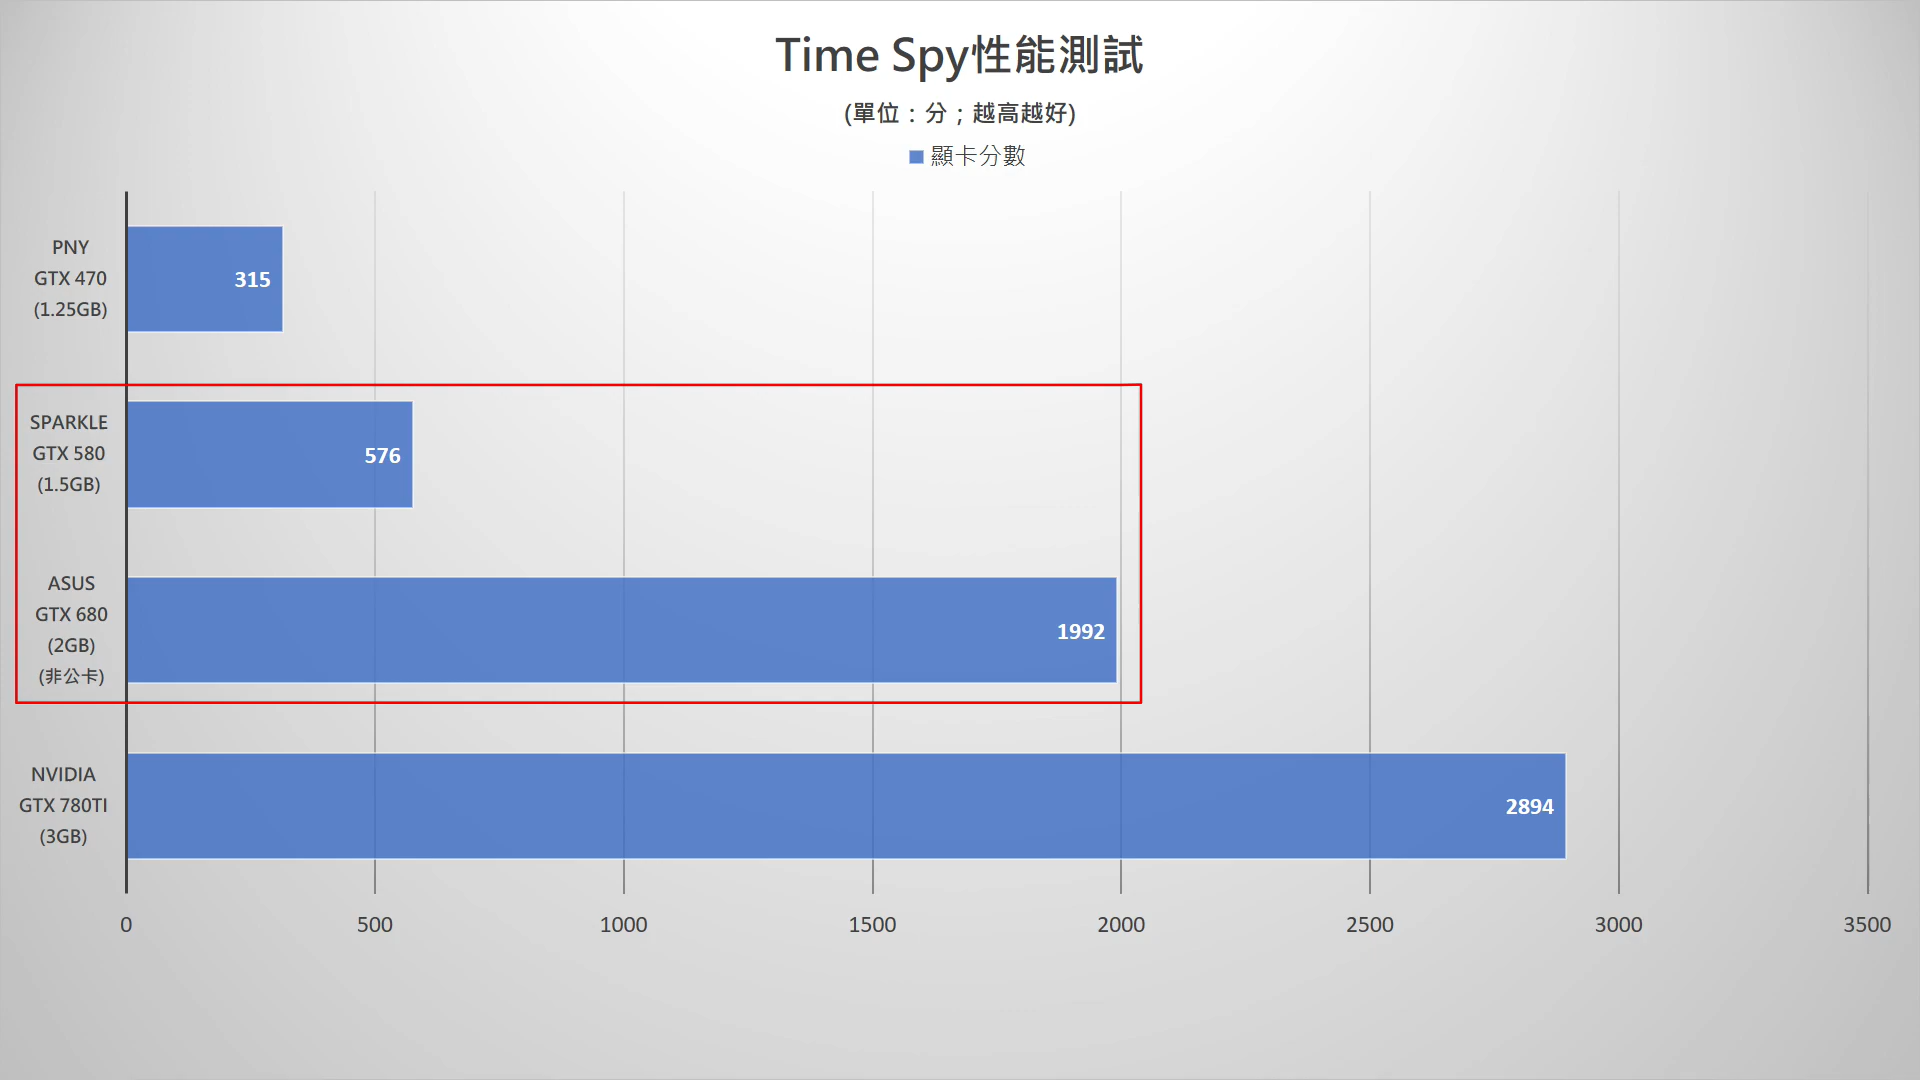 Time Spy性能測試
(單位：分；越高越好)
顯卡分數
PNY
GTX 470
(1.25GB)
315
SPARKLE
GTX 580
(1.5GB)
576
ASUS
GTX 680
(2GB)
(非公卡)
1992
NVIDIA
GTX 780TI
(3GB)
2894
0 500 1000 1500 2000 2500 3000 3500